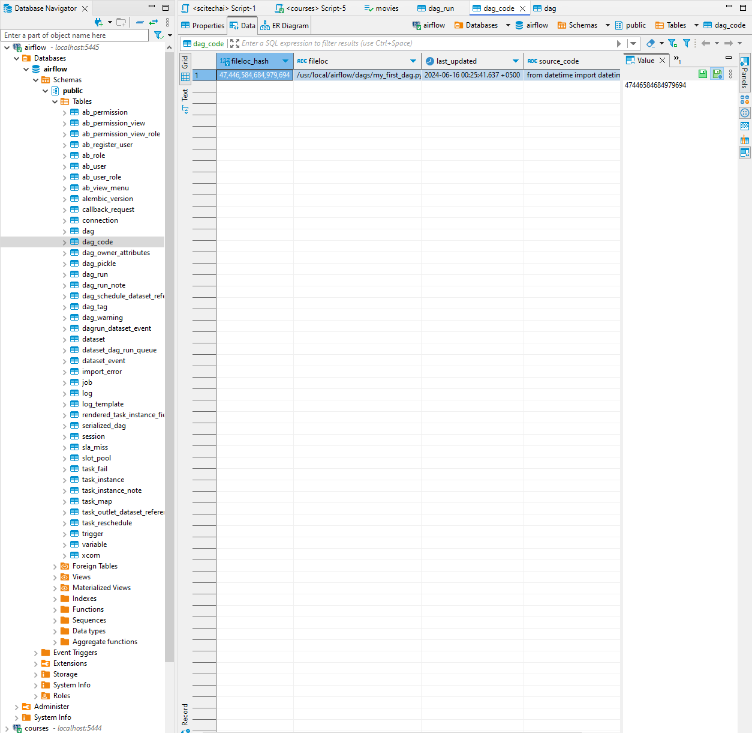 Database Navigator
Enter a part of object name here
airflow - localhost:5445
Databases
airflow
Schemas
public
Tables
ab_permission
ab_permission_view
ab_permission_view_role
ab_register_user
ab_role
ab_user
ab_user_role
ab_view_menu
alembic_version
callback_request
connection
dag
dag_code
dag_owner_attributes
dag_pickle
dag_run
dag_run_note
dag_schedule_dataset_refe
dag_tag
dag_warning
dagrun_dataset_event
dataset
dataset_dag_run_queue
dataset_event
import_error
job
log
log_template
rendered_task_instance_fie
serialized_dag
session
sla_miss
slot_pool
task_fail
task_instance
task_instance_note
task_map
task_outlet_dataset_refere
task_reschedule
trigger
variable
xcom
Foreign Tables
Views
Materialized Views
Indexes
Functions
Sequences
Data types
Aggregate functions
Event Triggers
Extensions
Storage
System Info
Roles
Administer
System Info
courses - localhost:5444
<scitechai> Script-1
<courses> Script-5
movies
dag_run
dag_code
dag
Properties
Data
ER Diagram
airflow
Databases
airflow
Schemas
public
Tables
dag_code
dag_code
Enter a SQL expression to filter results (use Ctrl+Space)
Grid
Text
Record
fileloc_hash
fileloc
last_updated
source_code
1
47,446,584,684,979,694
/usr/local/airflow/dags/my_first_dag.py
2024-06-16 00:25:41.637 +0500
from datetime import datetim
Value
47446584684979694
Panels